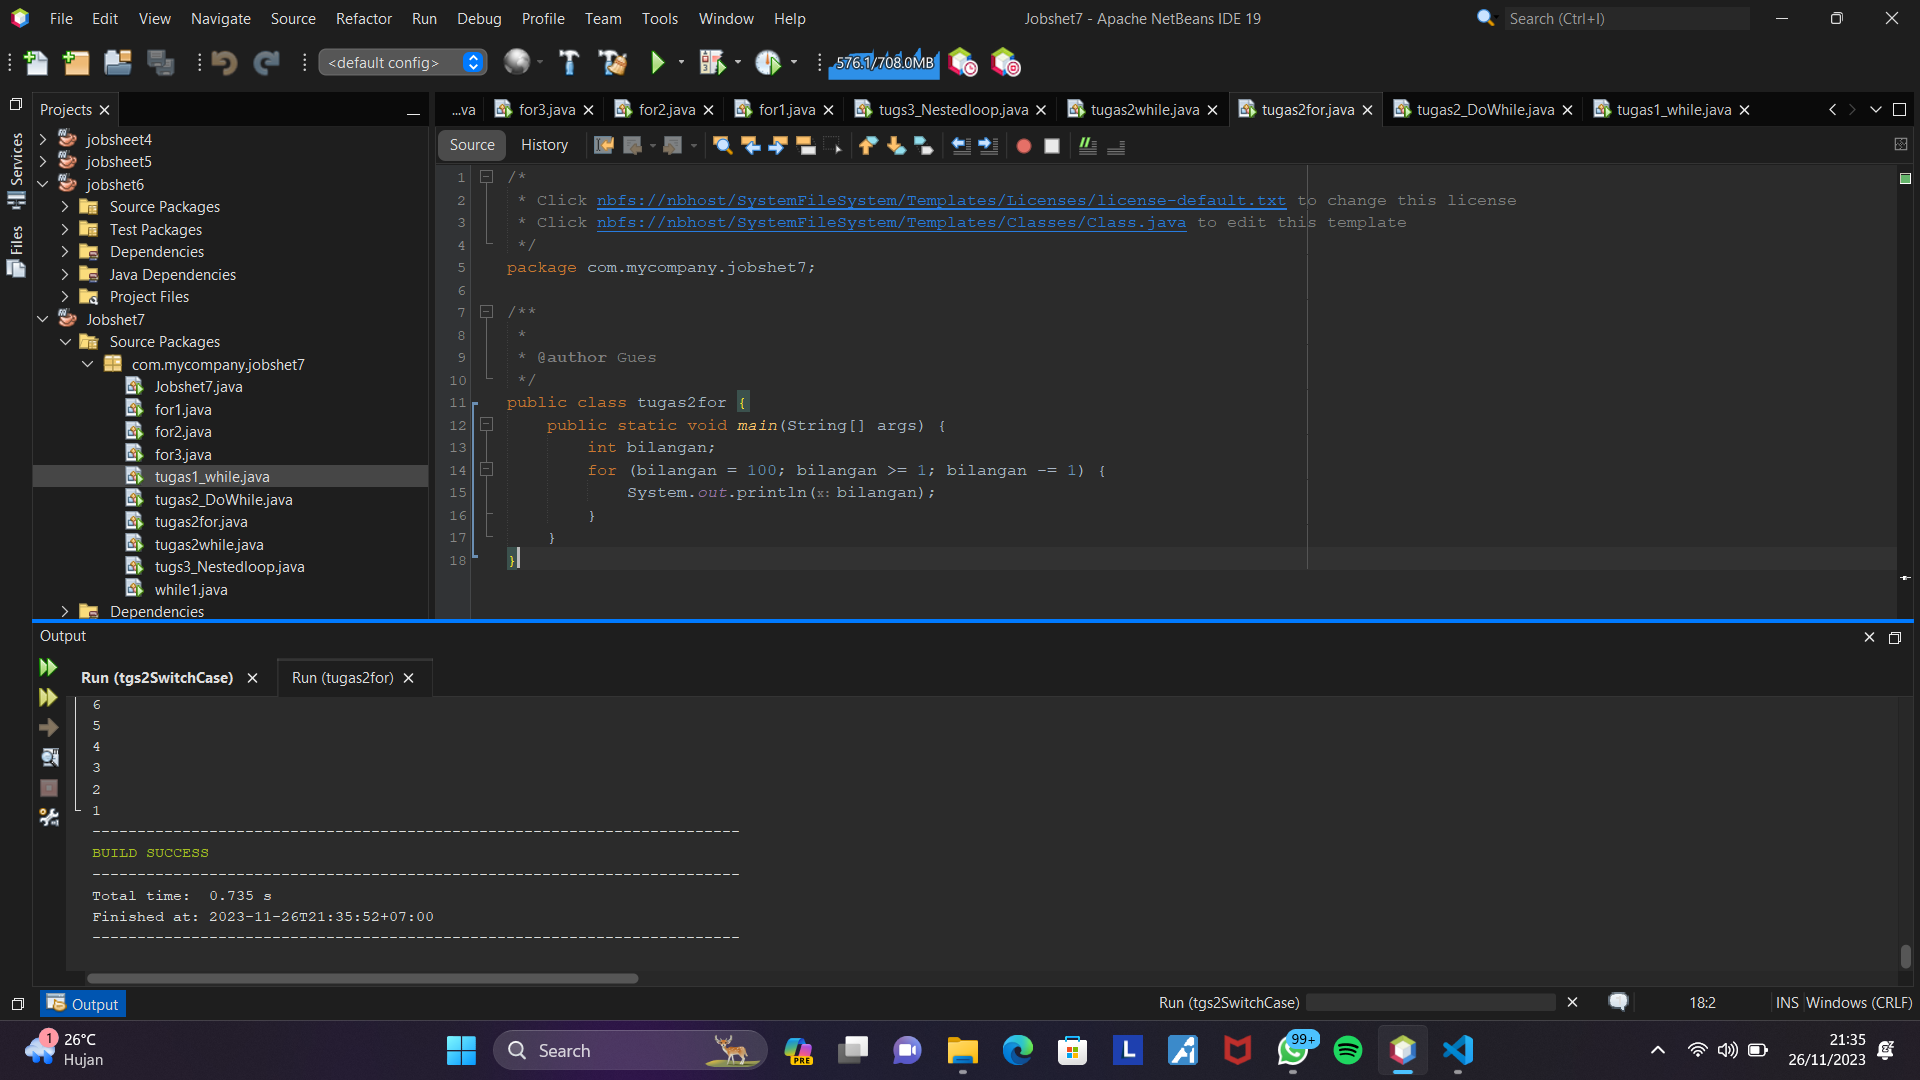 File Edit View Navigate Source Refactor Run Debug Profile Team Tools Window Help
Jobshet7 - Apache NetBeans IDE 19
Search (Ctrl+I)
<default config>
576.1/708.0MB
Services
Files
Projects
jobsheet4
jobsheet5
jobshet6
Source Packages
Test Packages
Dependencies
Java Dependencies
Project Files
Jobshet7
Source Packages
com.mycompany.jobshet7
Jobshet7.java
for1.java
for2.java
for3.java
tugas1_while.java
tugas2_DoWhile.java
tugas2for.java
tugas2while.java
tugs3_Nestedloop.java
while1.java
Dependencies
...va for3.java for2.java for1.java tugs3_Nestedloop.java tugas2while.java tugas2for.java tugas2_DoWhile.java tugas1_while.java
Source History
1 /*
2 * Click nbfs://nbhost/SystemFileSystem/Templates/Licenses/license-default.txt to change this license
3 * Click nbfs://nbhost/SystemFileSystem/Templates/Classes/Class.java to edit this template
4 */
5 package com.mycompany.jobshet7;
6
7 /**
8 *
9 * @author Gues
10 */
11 public class tugas2for {
12 public static void main(String[] args) {
13 int bilangan;
14 for (bilangan = 100; bilangan >= 1; bilangan -= 1) {
15 System.out.println(x: bilangan);
16 }
17 }
18 }
Output
Run (tgs2SwitchCase) Run (tugas2for)
6
5
4
3
2
1
------------------------------------------------------------------------
BUILD SUCCESS
------------------------------------------------------------------------
Total time: 0.735 s
Finished at: 2023-11-26T21:35:52+07:00
------------------------------------------------------------------------
Output
Run (tgs2SwitchCase)
18:2
INS Windows (CRLF)
1
26°C
Hujan
Search
PRE
L
99+
21:35
26/11/2023